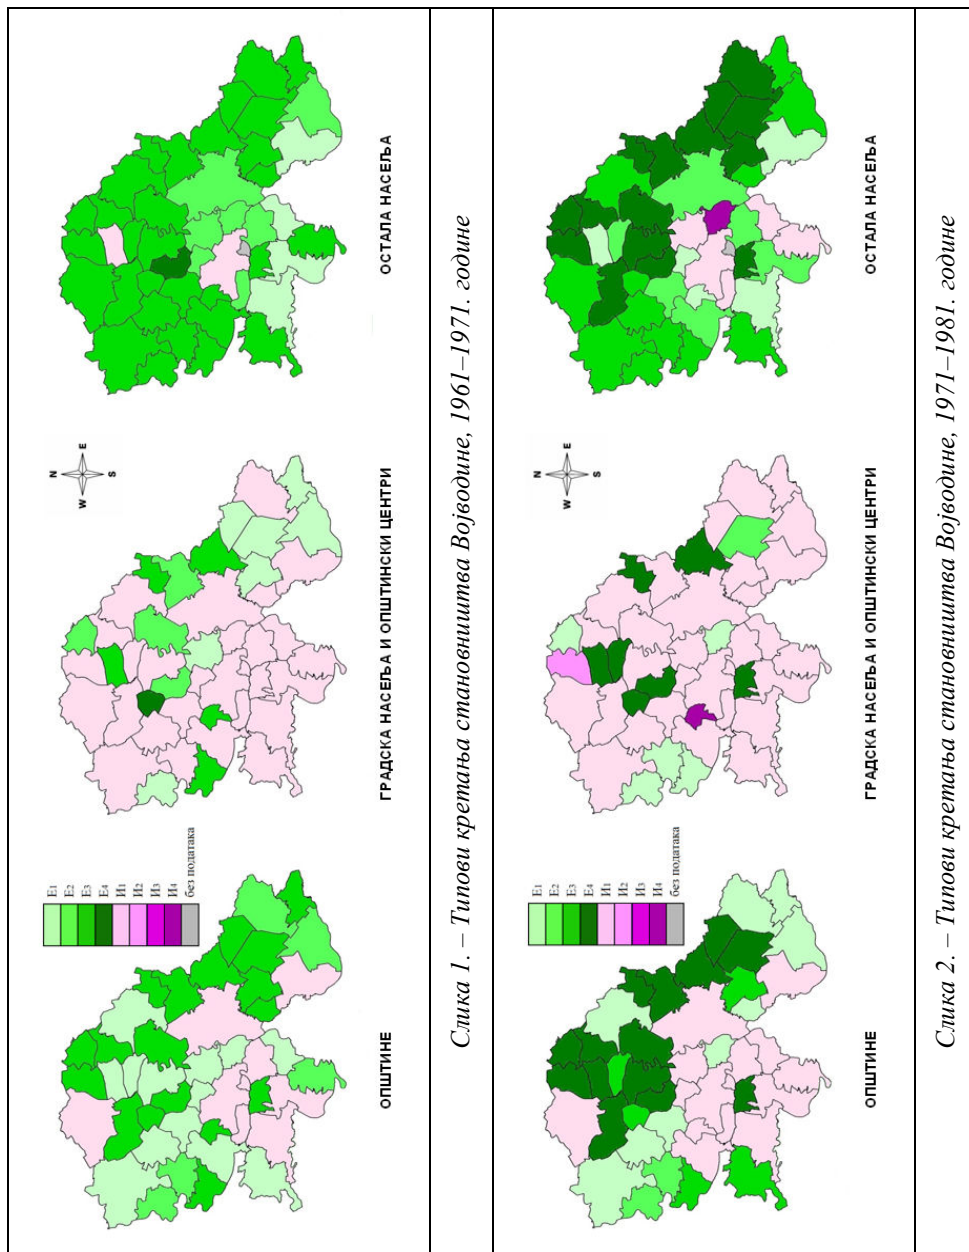 ОСТАЛА НАСЕЉА
N
W
E
S
ГРАДСКА НАСЕЉА И ОПШТИНСКИ ЦЕНТРИ
Е1
Е2
Е3
Е4
И1
И2
И3
И4
без података
ОПШТИНЕ
Слика 1. – Типови кретања становништва Војводине, 1961–1971. године
ОСТАЛА НАСЕЉА
N
W
E
S
ГРАДСКА НАСЕЉА И ОПШТИНСКИ ЦЕНТРИ
Е1
Е2
Е3
Е4
И1
И2
И3
И4
без података
ОПШТИНЕ
Слика 2. – Типови кретања становништва Војводине, 1971–1981. године